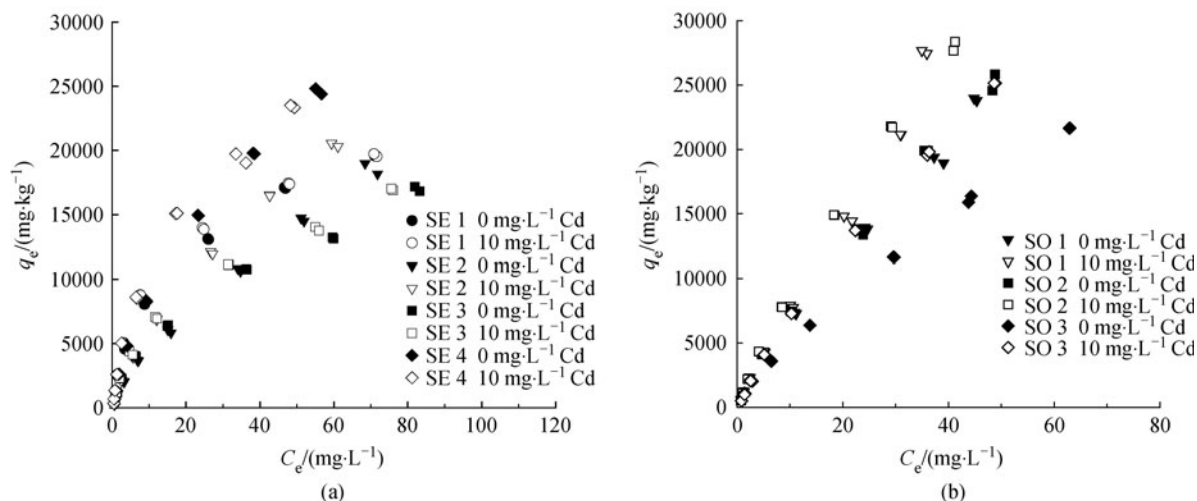 30000
25000
20000
15000
10000
5000
0
qe/(mg·kg⁻¹)
SE 1 0 mg·L⁻¹ Cd
SE 1 10 mg·L⁻¹ Cd
SE 2 0 mg·L⁻¹ Cd
SE 2 10 mg·L⁻¹ Cd
SE 3 0 mg·L⁻¹ Cd
SE 3 10 mg·L⁻¹ Cd
SE 4 0 mg·L⁻¹ Cd
SE 4 10 mg·L⁻¹ Cd
0 20 40 60 80 100 120
Ce/(mg·L⁻¹)
(a)
30000
25000
20000
15000
10000
5000
0
qe/(mg·kg⁻¹)
SO 1 0 mg·L⁻¹ Cd
SO 1 10 mg·L⁻¹ Cd
SO 2 0 mg·L⁻¹ Cd
SO 2 10 mg·L⁻¹ Cd
SO 3 0 mg·L⁻¹ Cd
SO 3 10 mg·L⁻¹ Cd
0 20 40 60 80
Ce/(mg·L⁻¹)
(b)